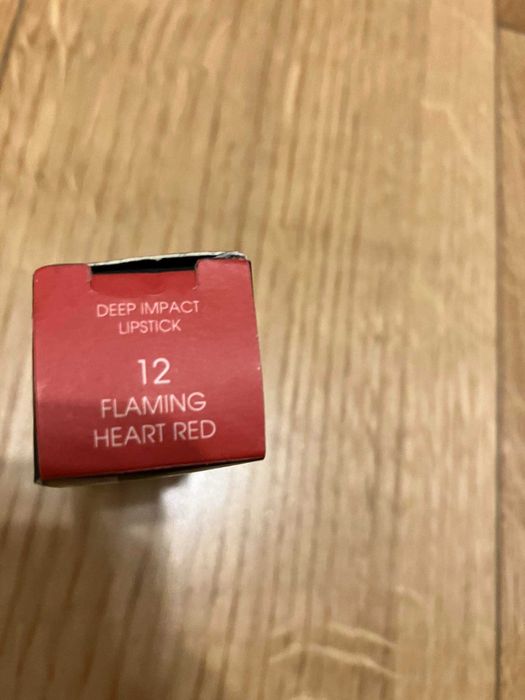 DEEP IMPACT
LIPSTICK
12
FLAMING
HEART RED